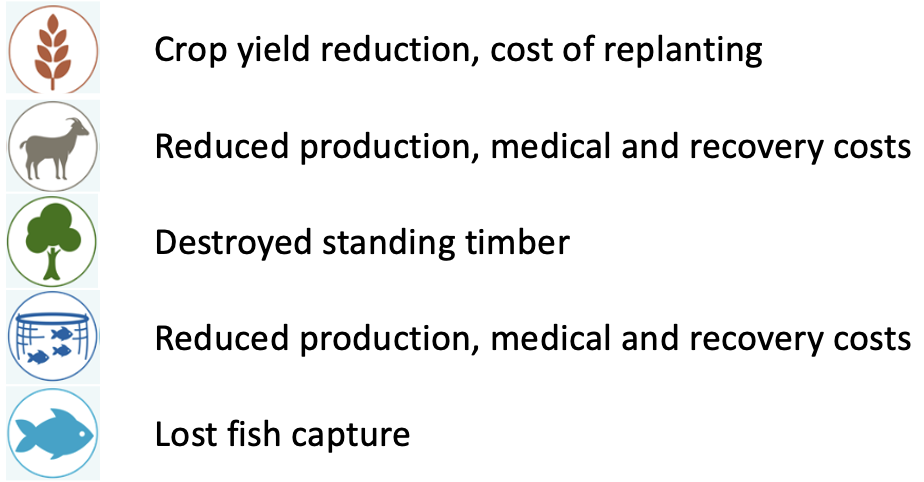 Crop yield reduction, cost of replanting
Reduced production, medical and recovery costs
Destroyed standing timber
Reduced production, medical and recovery costs
Lost fish capture